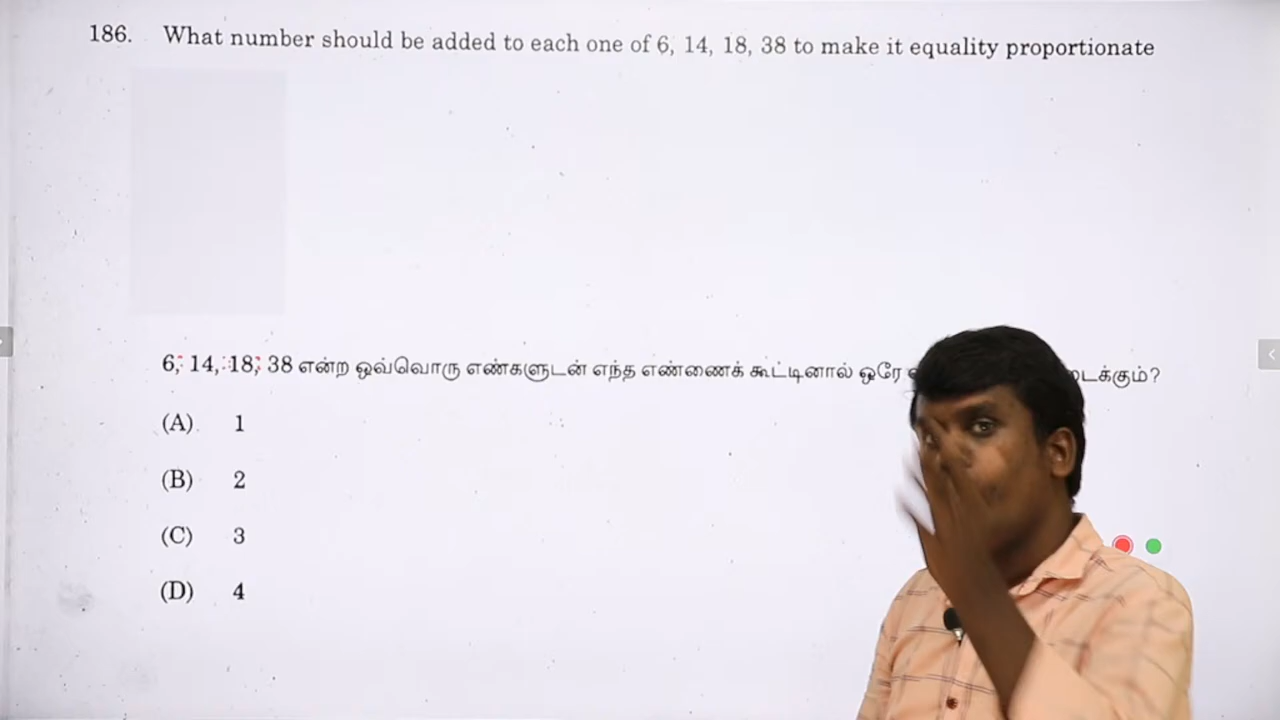 186. What number should be added to each one of 6, 14, 18, 38 to make it equality proportionate
6, 14, 18, 38 என்ற ஒவ்வொரு எண்களுடன் எந்த எண்ணைக் கூட்டினால் ஒரே
(A) 1
(B) 2
(C) 3
(D) 4